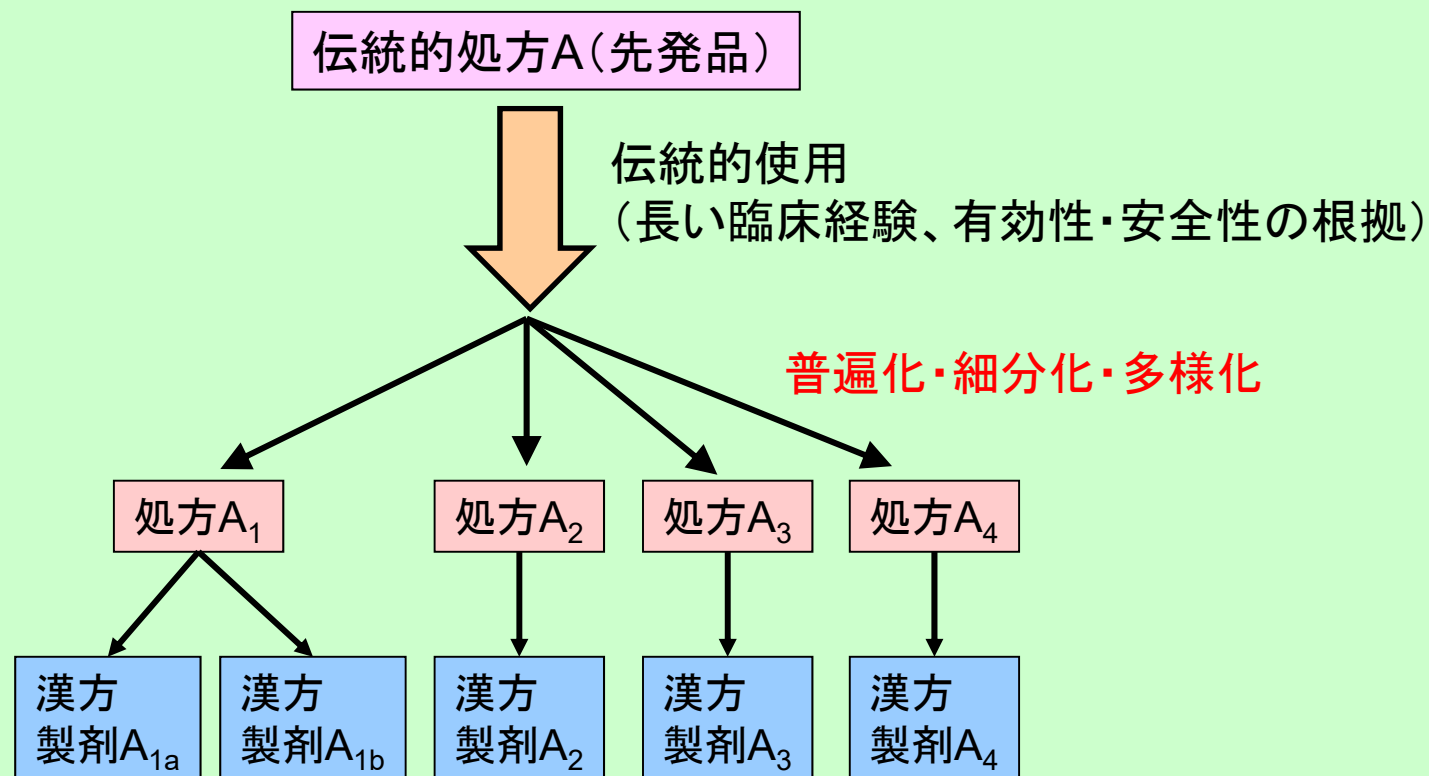 伝統的処方A(先発品)
伝統的使用
(長い臨床経験、有効性・安全性の根拠)
普遍化・細分化・多様化
処方A1
処方A2
処方A3
処方A4
漢方
製剤A1a
漢方
製剤A1b
漢方
製剤A2
漢方
製剤A3
漢方
製剤A4